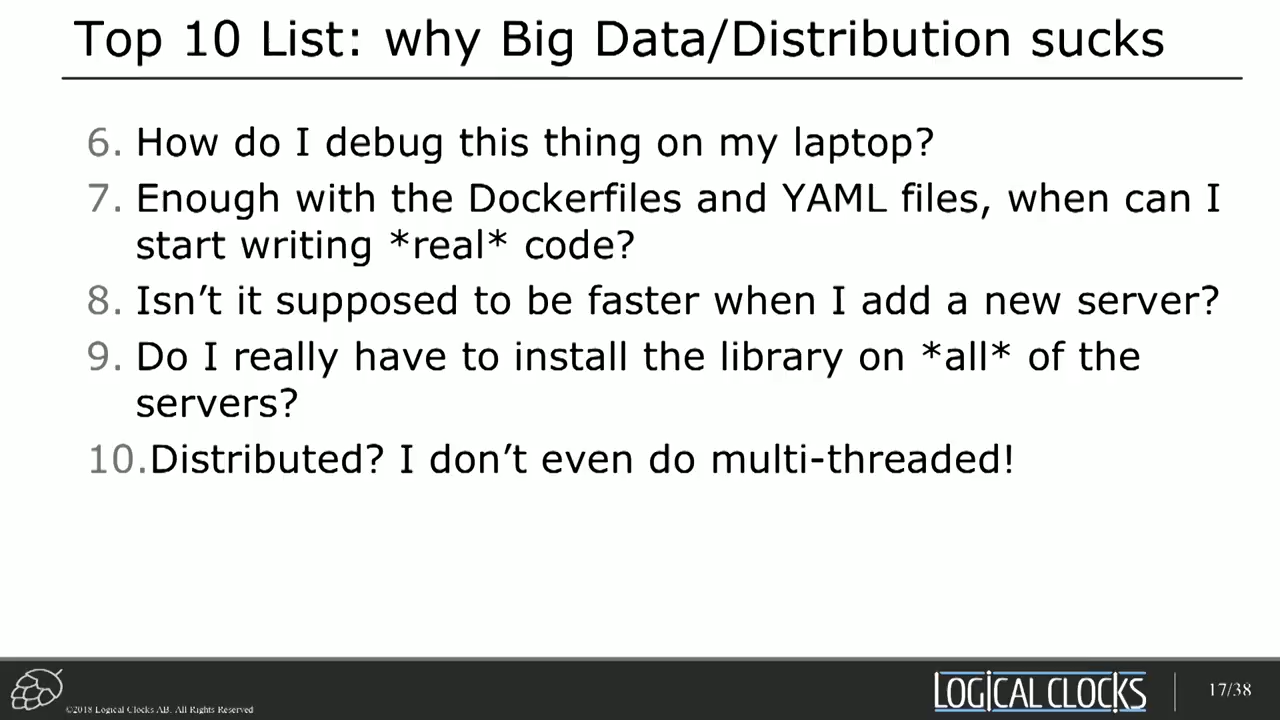 Top 10 List: why Big Data/Distribution sucks
6. How do I debug this thing on my laptop?
7. Enough with the Dockerfiles and YAML files, when can I
start writing *real* code?
8. Isn’t it supposed to be faster when I add a new server?
9. Do I really have to install the library on *all* of the
servers?
10.Distributed? I don’t even do multi-threaded!
©2018 Logical Clocks AB. All Rights Reserved
LOGICAL CLOCKS
17/38